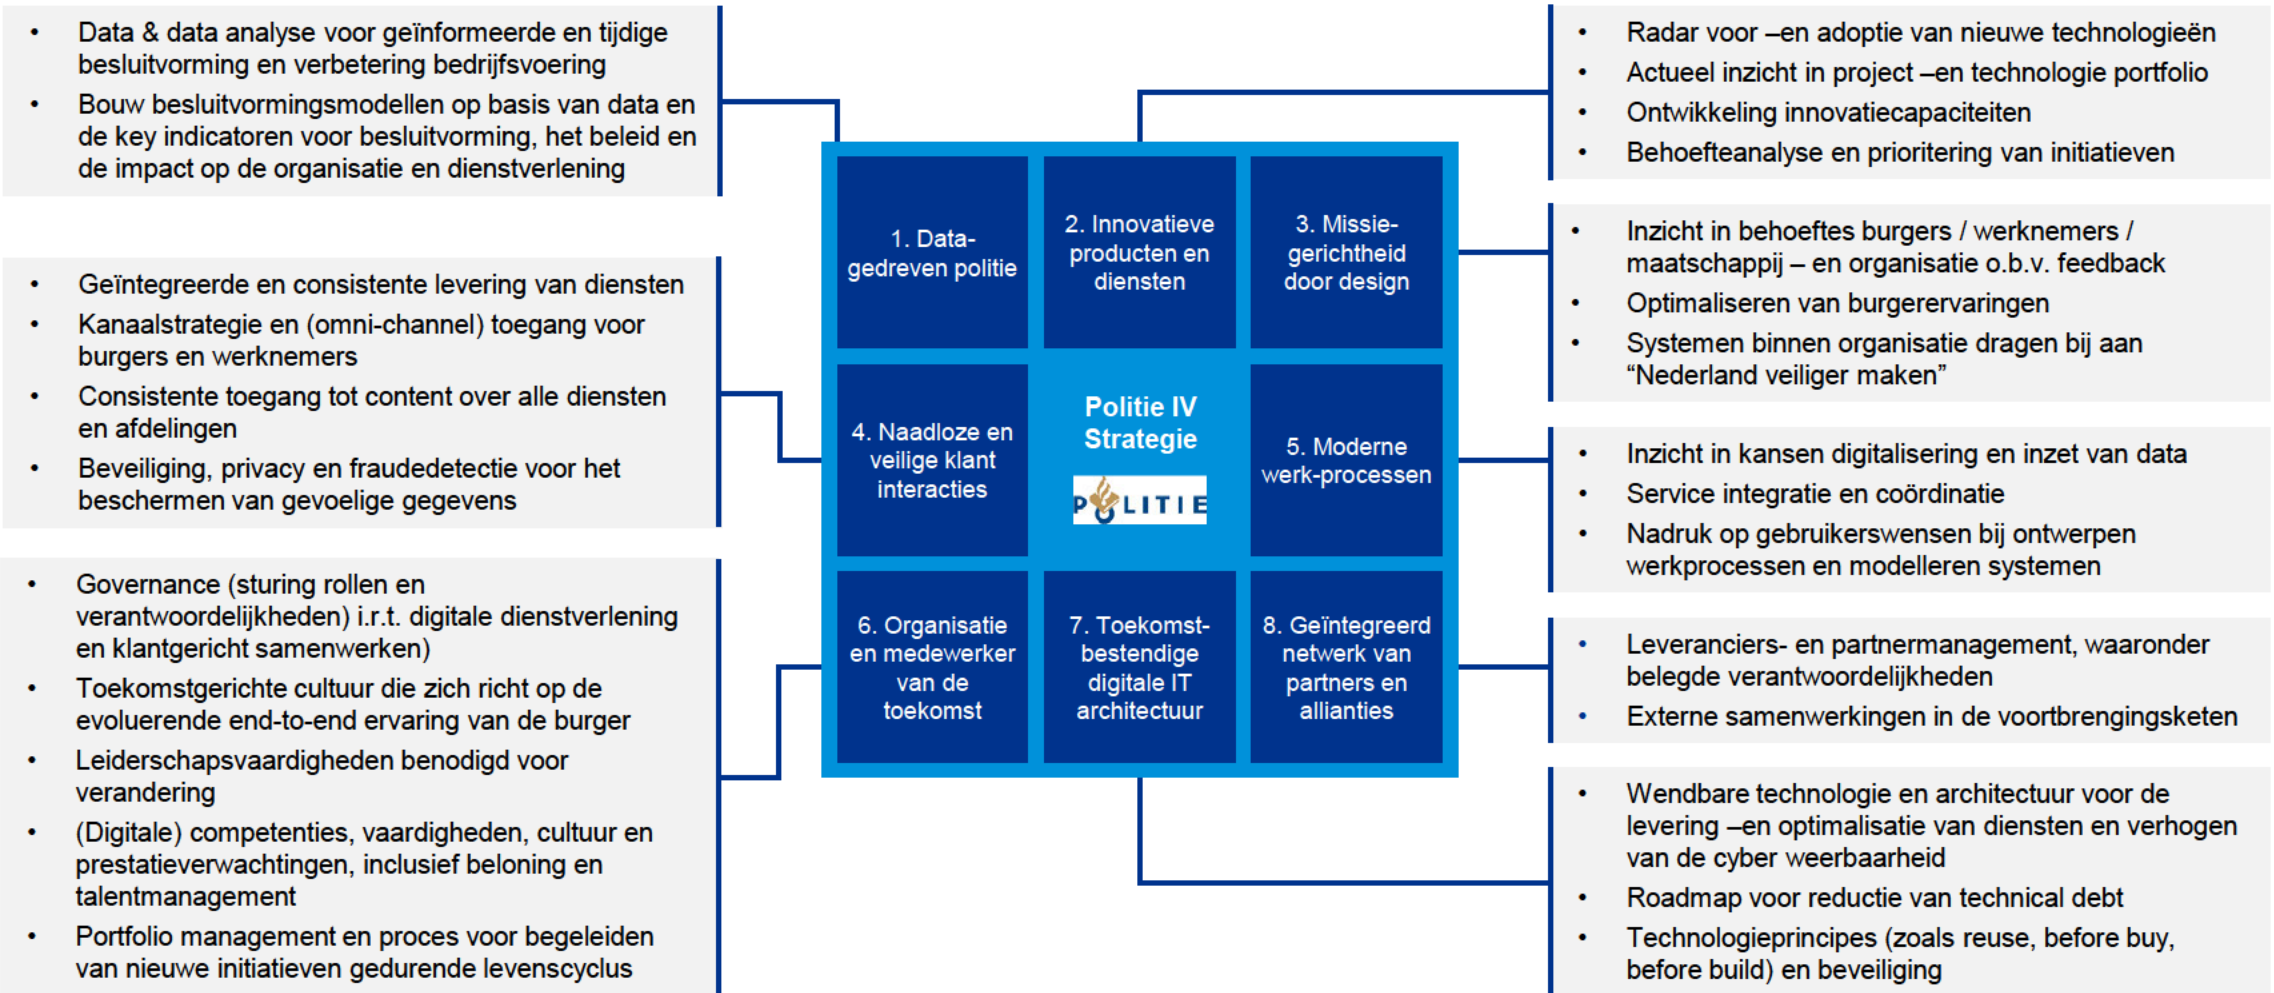 • Data & data analyse voor geïnformeerde en tijdige
besluitvorming en verbetering bedrijfsvoering
• Bouw besluitvormingsmodellen op basis van data en
de key indicatoren voor besluitvorming, het beleid en
de impact op de organisatie en dienstverlening
• Geïntegreerde en consistente levering van diensten
• Kanaalstrategie en (omni-channel) toegang voor
burgers en werknemers
• Consistente toegang tot content over alle diensten
en afdelingen
• Beveiliging, privacy en fraudedetectie voor het
beschermen van gevoelige gegevens
• Governance (sturing rollen en
verantwoordelijkheden) i.r.t. digitale dienstverlening
en klantgericht samenwerken)
• Toekomstgerichte cultuur die zich richt op de
evoluerende end-to-end ervaring van de burger
• Leiderschapsvaardigheden benodigd voor
verandering
• (Digitale) competenties, vaardigheden, cultuur en
prestatieverwachtingen, inclusief beloning en
talentmanagement
• Portfolio management en proces voor begeleiden
van nieuwe initiatieven gedurende levenscyclus
1. Data-
gedreven politie
2. Innovatieve
producten en
diensten
3. Missie-
gerichtheid
door design
4. Naadloze en
veilige klant
interacties
Politie IV
Strategie
POLITIE
5. Moderne
werk-processen
6. Organisatie
en medewerker
van de
toekomst
7. Toekomst-
bestendige
digitale IT
architectuur
8. Geïntegreerd
netwerk van
partners en
allianties
• Radar voor –en adoptie van nieuwe technologieën
• Actueel inzicht in project –en technologie portfolio
• Ontwikkeling innovatiecapaciteiten
• Behoefteanalyse en prioritering van initiatieven
• Inzicht in behoeftes burgers / werknemers /
maatschappij – en organisatie o.b.v. feedback
• Optimaliseren van burgerervaringen
• Systemen binnen organisatie dragen bij aan
“Nederland veiliger maken”
• Inzicht in kansen digitalisering en inzet van data
• Service integratie en coördinatie
• Nadruk op gebruikerswensen bij ontwerpen
werkprocessen en modelleren systemen
• Leveranciers- en partnermanagement, waaronder
belegde verantwoordelijkheden
• Externe samenwerkingen in de voortbrengingsketen
• Wendbare technologie en architectuur voor de
levering –en optimalisatie van diensten en verhogen
van de cyber weerbaarheid
• Roadmap voor reductie van technical debt
• Technologieprincipes (zoals reuse, before buy,
before build) en beveiliging